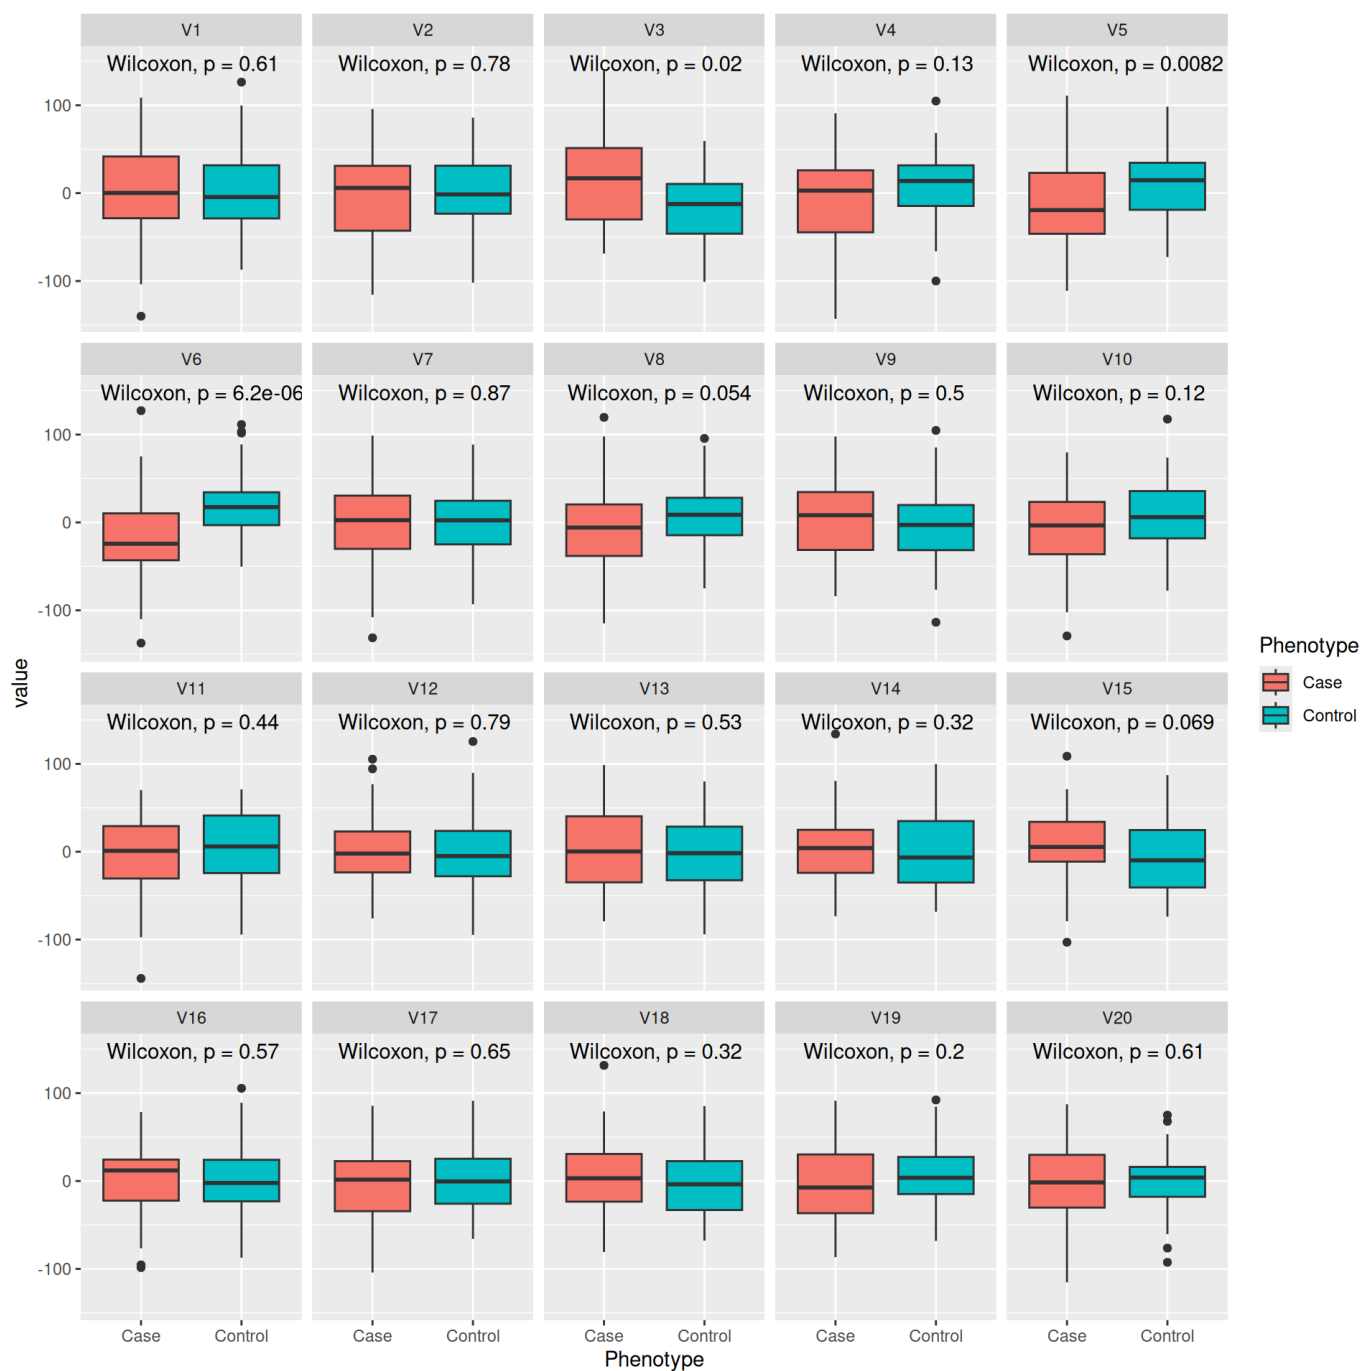 V1 V2 V3 V4 V5
Wilcoxon, p = 0.61 Wilcoxon, p = 0.78 Wilcoxon, p = 0.02 Wilcoxon, p = 0.13 Wilcoxon, p = 0.0082
100
0
-100
V6 V7 V8 V9 V10
Wilcoxon, p = 6.2e-06 Wilcoxon, p = 0.87 Wilcoxon, p = 0.054 Wilcoxon, p = 0.5 Wilcoxon, p = 0.12
100
0
-100
value
Phenotype
Case
Control
V11 V12 V13 V14 V15
Wilcoxon, p = 0.44 Wilcoxon, p = 0.79 Wilcoxon, p = 0.53 Wilcoxon, p = 0.32 Wilcoxon, p = 0.069
100
0
-100
V16 V17 V18 V19 V20
Wilcoxon, p = 0.57 Wilcoxon, p = 0.65 Wilcoxon, p = 0.32 Wilcoxon, p = 0.2 Wilcoxon, p = 0.61
100
0
-100
Case Control Case Control Case Control Case Control Case Control
Phenotype